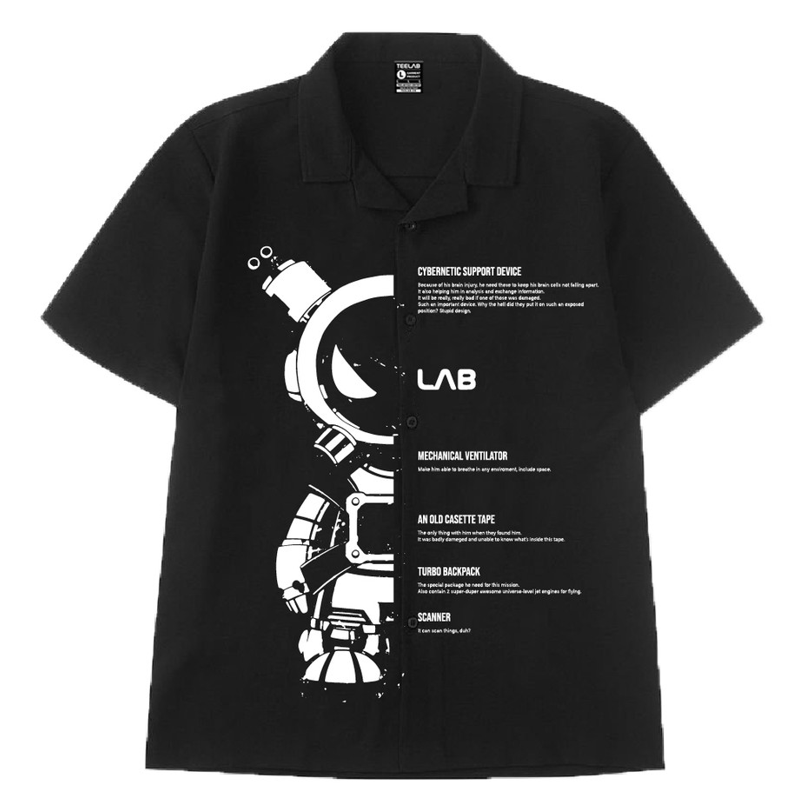 TEELAB
L
CYBERNETIC SUPPORT DEVICE
Because of his brain injury, he need these to keep his brain cells not falling apart.
It also helping him in analysis and exchange information.
It will be really, really bad if one of those was damaged.
Such an important device. Why the hell did they put it on such an exposed
position? Stupid design.
LAB
MECHANICAL VENTILATOR
Make him able to breathe in any enviroment, include space.
AN OLD CASETTE TAPE
The only thing with him when they found him.
It was badly damaged and unable to know what's inside this tape.
TURBO BACKPACK
The special package he need for this mission.
Also contain 2 super-duper awesome universe-level jet engines for flying.
SCANNER
It can scan things, duh?